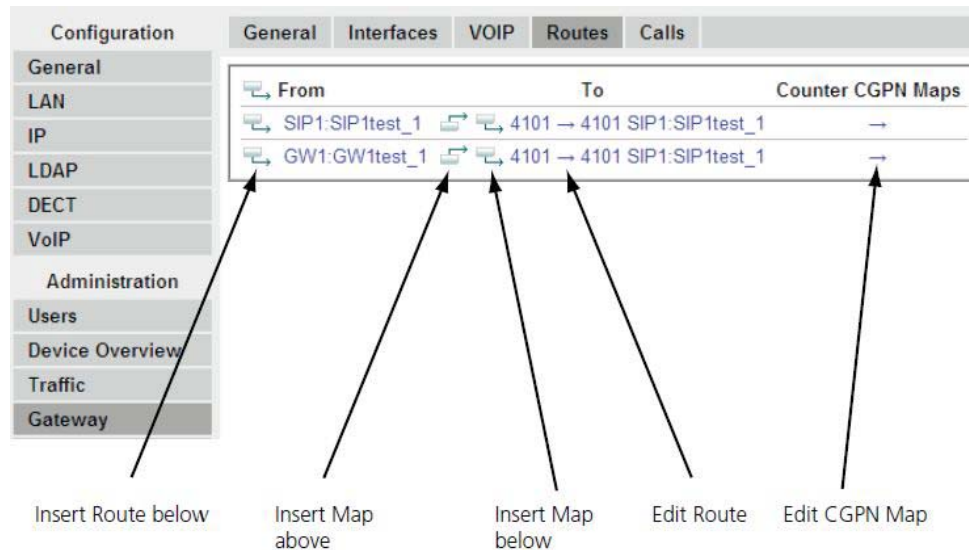 Configuration
General
LAN
IP
LDAP
DECT
VoIP
Administration
Users
Device Overview
Traffic
Gateway
General Interfaces VOIP Routes Calls
From To Counter CGPN Maps
SIP1:SIP1test_1 4101 → 4101 SIP1:SIP1test_1 →
GW1:GW1test_1 4101 → 4101 SIP1:SIP1test_1 →
Insert Route below
Insert Map
above
Insert Map
below
Edit Route
Edit CGPN Map